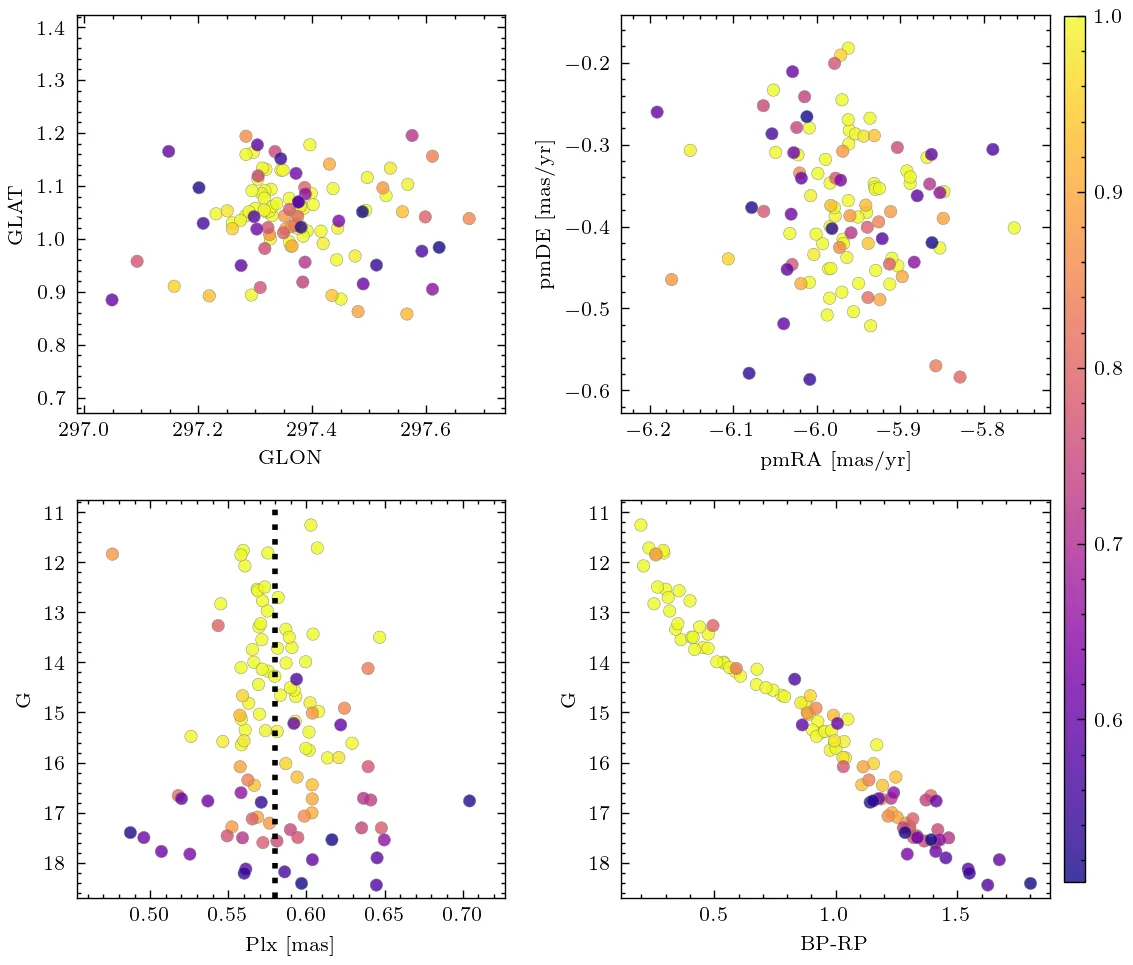 1.4
1.3
1.2
1.1
1.0
0.9
0.8
0.7
GLAT
297.0 297.2 297.4 297.6
GLON
−0.2
−0.3
−0.4
−0.5
−0.6
pmDE [mas/yr]
−6.2 −6.1 −6.0 −5.9 −5.8
pmRA [mas/yr]
1.0
0.9
0.8
0.7
0.6
11
12
13
14
15
16
17
18
G
0.50 0.55 0.60 0.65 0.70
Plx [mas]
11
12
13
14
15
16
17
18
G
0.5 1.0 1.5
BP-RP